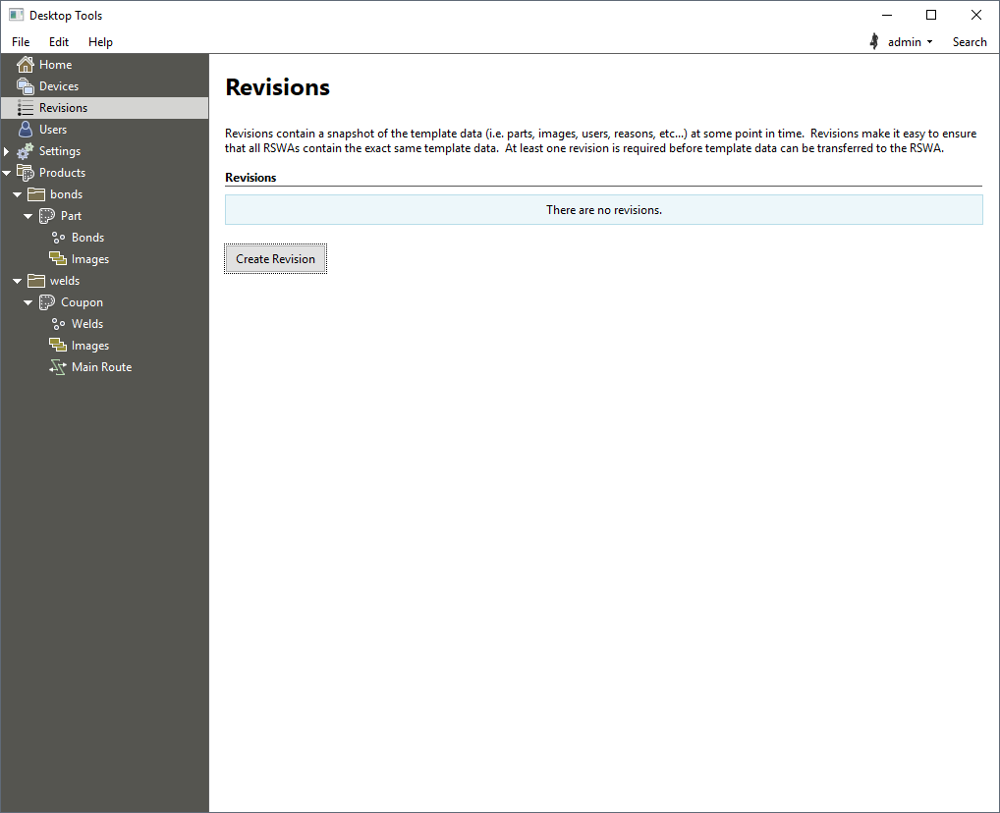 Desktop Tools
File Edit Help admin Search
Home
Devices
Revisions
Users
Settings
Products
bonds
Part
Bonds
Images
welds
Coupon
Welds
Images
Main Route
Revisions
Revisions contain a snapshot of the template data (i.e. parts, images, users, reasons, etc...) at some point in time.  Revisions make it easy to ensure
that all RSWAs contain the exact same template data.  At least one revision is required before template data can be transferred to the RSWA.
Revisions
There are no revisions.
Create Revision